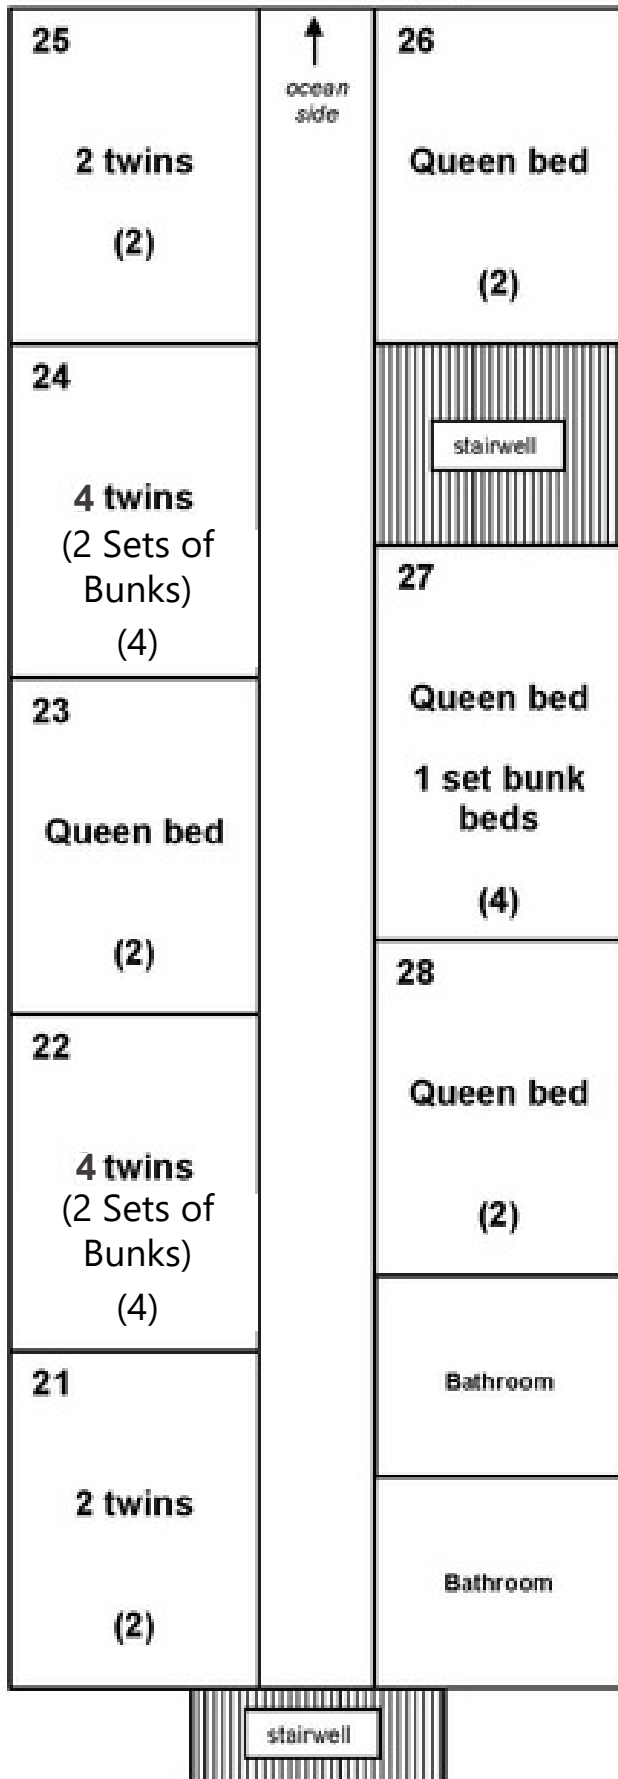 25
2 twins
(2)
24
4 twins
(2 Sets of
Bunks)
(4)
23
Queen bed
(2)
22
4 twins
(2 Sets of
Bunks)
(4)
21
2 twins
(2)
ocean
side
26
Queen bed
(2)
stairwell
27
Queen bed
1 set bunk
beds
(4)
28
Queen bed
(2)
Bathroom
Bathroom
stairwell